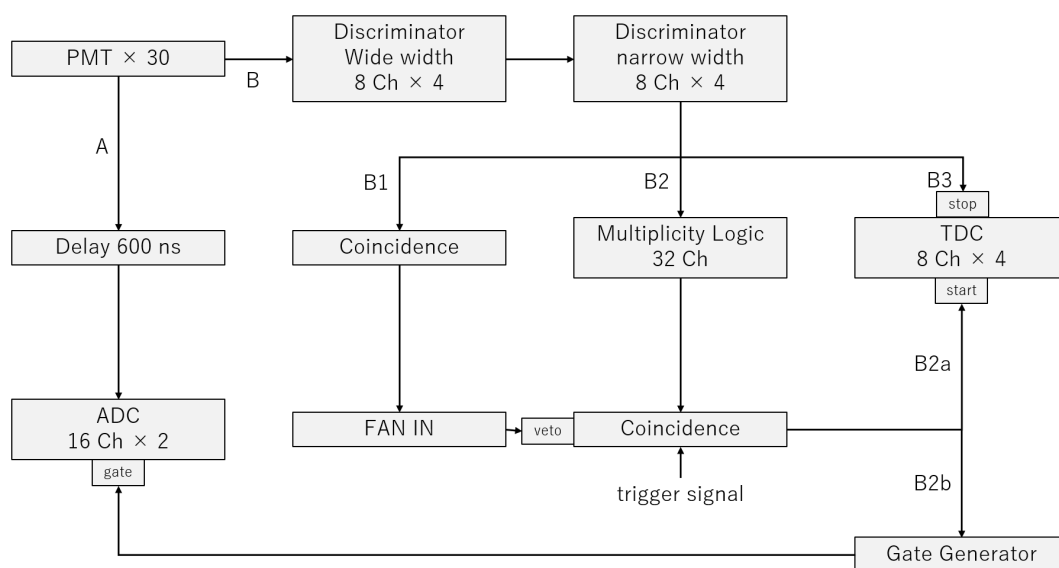 PMT × 30
Discriminator
Wide width
8 Ch × 4
Discriminator
narrow width
8 Ch × 4
B
A
B1
B2
B3
stop
Delay 600 ns
Coincidence
Multiplicity Logic
32 Ch
TDC
8 Ch × 4
start
B2a
ADC
16 Ch × 2
gate
FAN IN
veto
Coincidence
trigger signal
B2b
Gate Generator